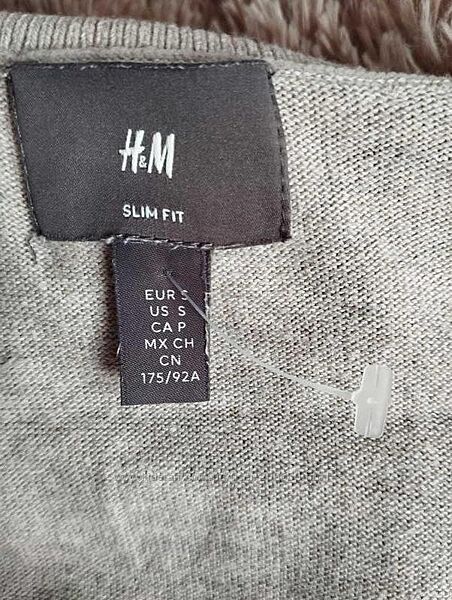 H&M
SLIM FIT
EUR S
US S
CA P
MX CH
CN
175/92A